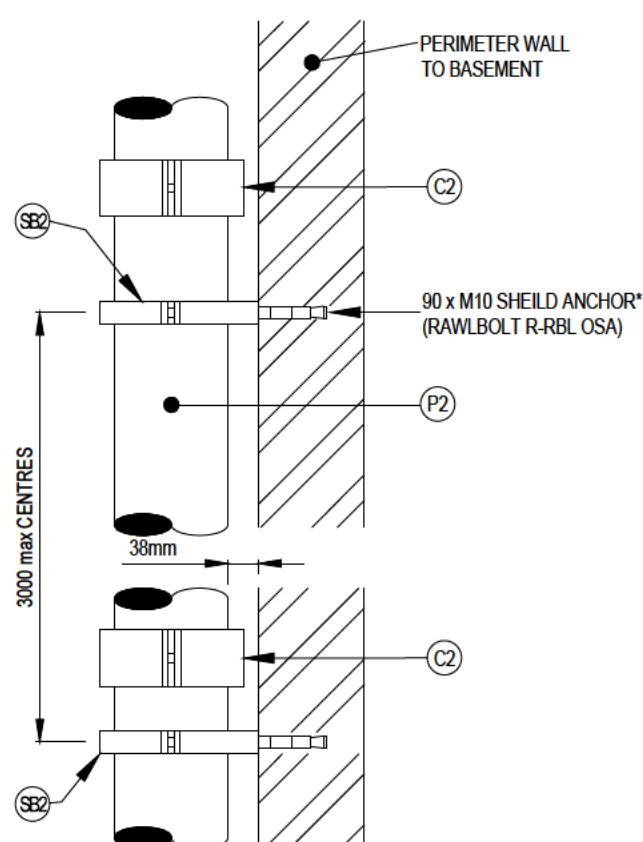 PERIMETER WALL
TO BASEMENT
C2
SB2
90 x M10 SHEILD ANCHOR*
(RAWLBOLT R-RBL OSA)
P2
3000 max CENTRES
38mm
C2
SB2